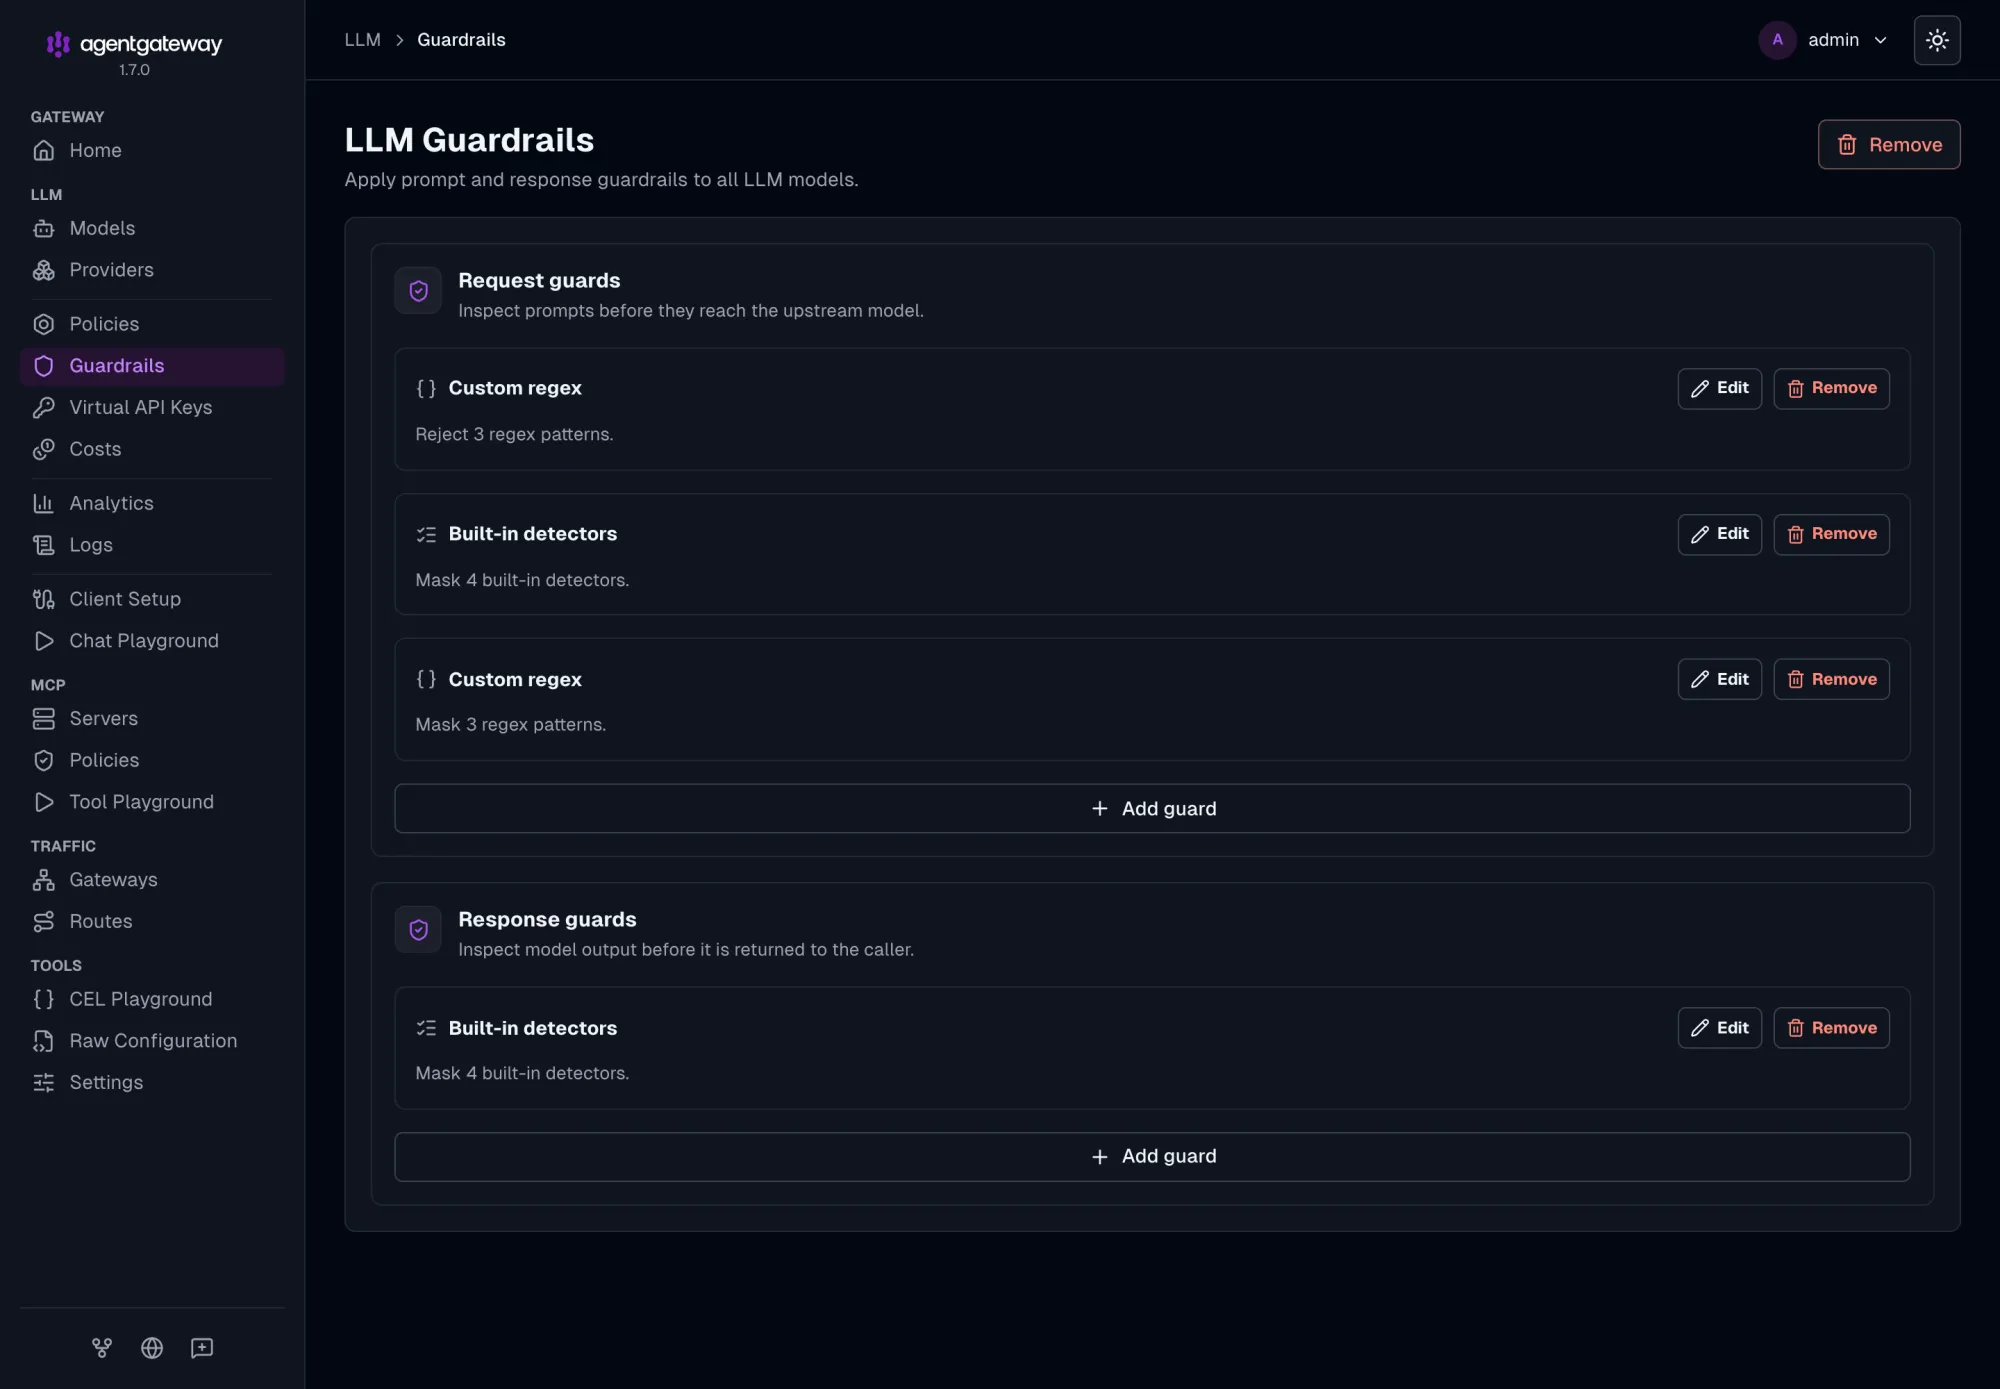 agentgateway
1.7.0
GATEWAY
Home
LLM
Models
Providers
Policies
Guardrails
Virtual API Keys
Costs
Analytics
Logs
Client Setup
Chat Playground
MCP
Servers
Policies
Tool Playground
TRAFFIC
Gateways
Routes
TOOLS
CEL Playground
Raw Configuration
Settings
LLM > Guardrails
A admin
LLM Guardrails
Remove
Apply prompt and response guardrails to all LLM models.
Request guards
Inspect prompts before they reach the upstream model.
{ } Custom regex
Edit
Remove
Reject 3 regex patterns.
Built-in detectors
Edit
Remove
Mask 4 built-in detectors.
{ } Custom regex
Edit
Remove
Mask 3 regex patterns.
+ Add guard
Response guards
Inspect model output before it is returned to the caller.
Built-in detectors
Edit
Remove
Mask 4 built-in detectors.
+ Add guard